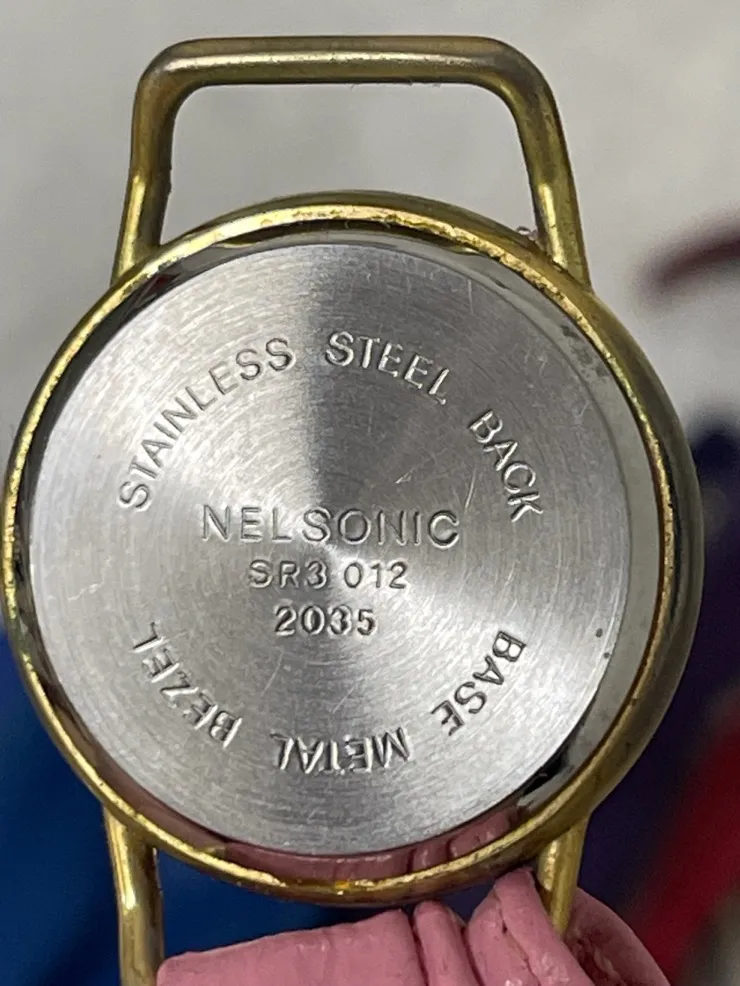 STAINLESS STEEL BACK
NELSONIC
SR3 012
2035
BASE METAL BEZEL